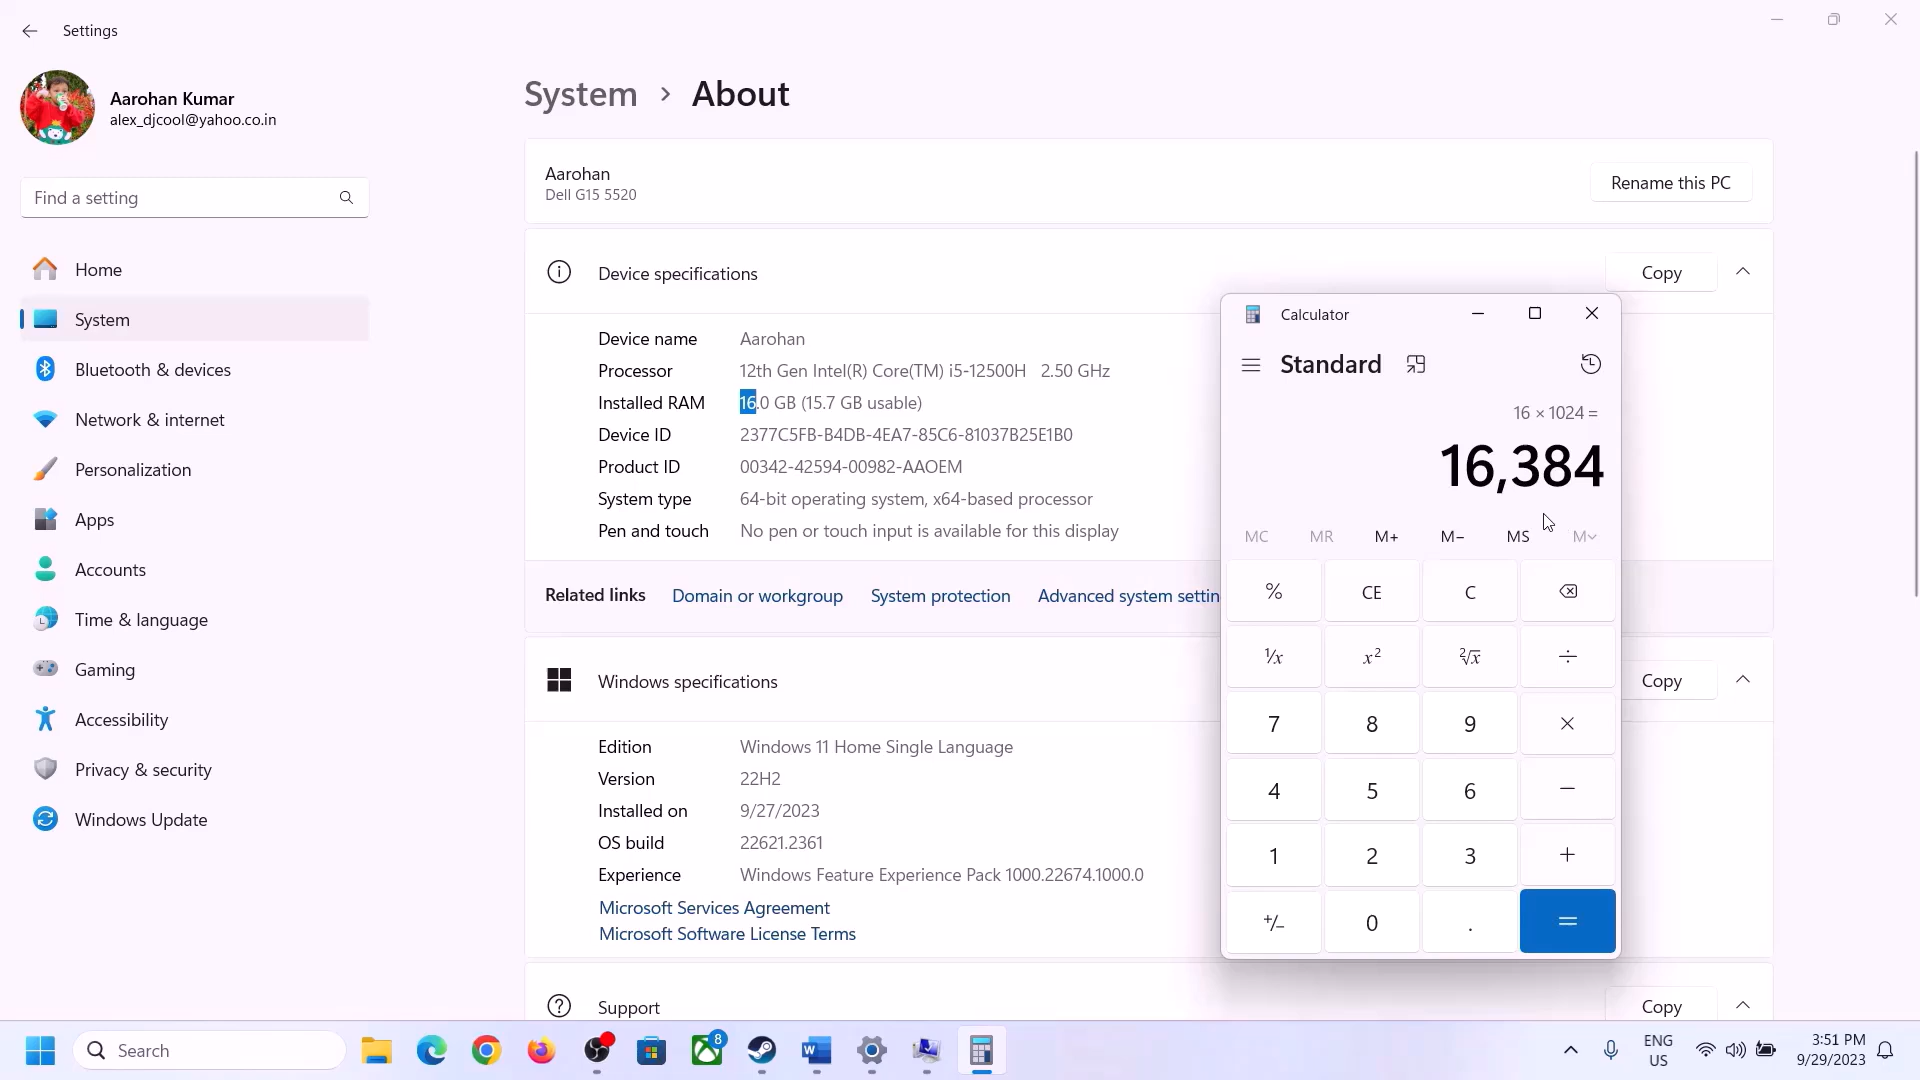 Settings
Aarohan Kumar
alex_djcool@yahoo.co.in
Find a setting
Home
System
Bluetooth & devices
Network & internet
Personalization
Apps
Accounts
Time & language
Gaming
Accessibility
Privacy & security
Windows Update
System > About
Aarohan
Dell G15 5520
Rename this PC
Device specifications
Copy
Device name Aarohan
Processor 12th Gen Intel(R) Core(TM) i5-12500H 2.50 GHz
Installed RAM 16.0 GB (15.7 GB usable)
Device ID 2377C5FB-B4DB-4EA7-85C6-81037B25E1B0
Product ID 00342-42594-00982-AAOEM
System type 64-bit operating system, x64-based processor
Pen and touch No pen or touch input is available for this display
Related links Domain or workgroup System protection Advanced system settin
Windows specifications
Copy
Edition Windows 11 Home Single Language
Version 22H2
Installed on 9/27/2023
OS build 22621.2361
Experience Windows Feature Experience Pack 1000.22674.1000.0
Microsoft Services Agreement
Microsoft Software License Terms
Support
Copy
Calculator
Standard
16 × 1024 =
16,384
MC MR M+ M− MS M
% CE C
¹/x x² ²√x ÷
7 8 9 ×
4 5 6 −
1 2 3 +
+/− 0 . =
Search
8
W
ENG
US
3:51 PM
9/29/2023